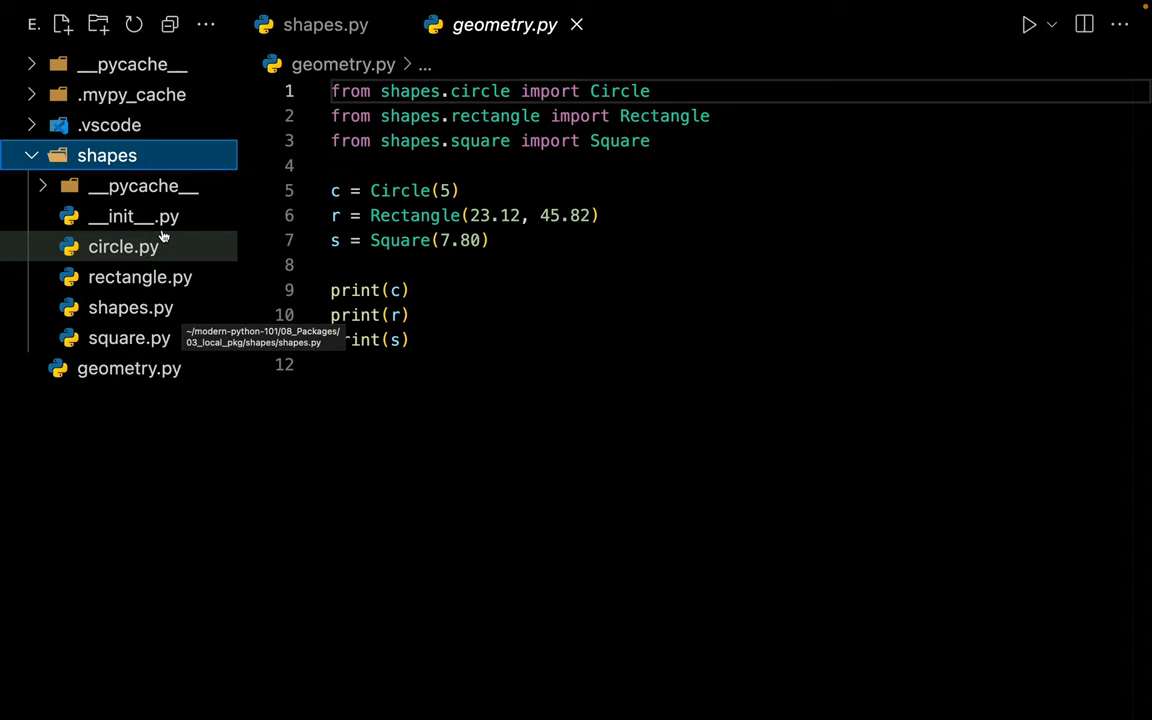 E. ... shapes.py geometry.py
__pycache__
.mypy_cache
.vscode
shapes
__pycache__
__init__.py
circle.py
rectangle.py
shapes.py
square.py
geometry.py
~/modern-python-101/08_Packages/
03_local_pkg/shapes/shapes.py
geometry.py > ...
1 from shapes.circle import Circle
2 from shapes.rectangle import Rectangle
3 from shapes.square import Square
4
5 c = Circle(5)
6 r = Rectangle(23.12, 45.82)
7 s = Square(7.80)
8
9 print(c)
10 print(r)
rint(s)
12